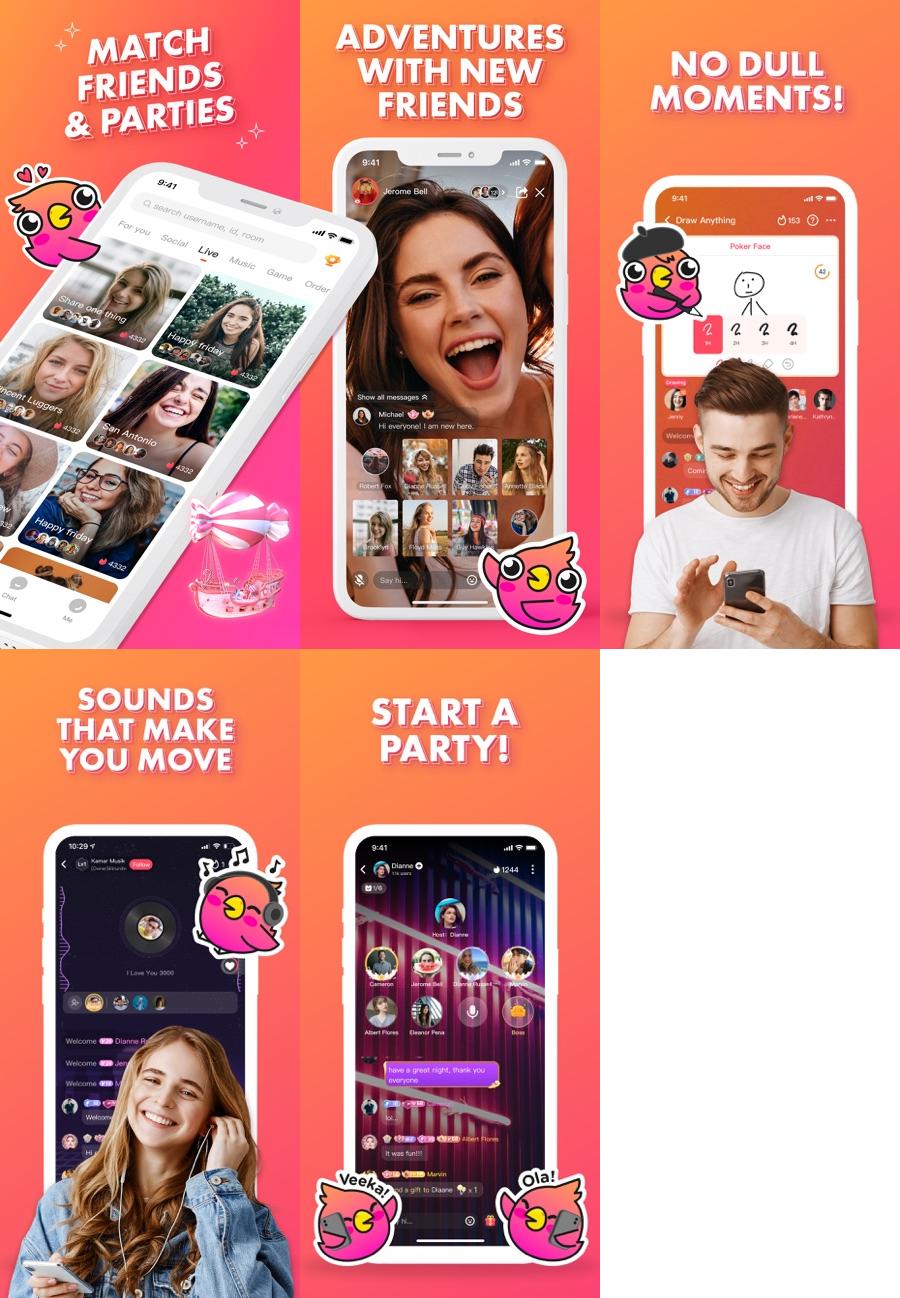 MATCH
FRIENDS
& PARTIES
9:41
search username, id, room
For you
Social
Live
Music
Game
Order
Share one thing
4332
Happy friday
4332
Vincent Luggers
4332
San Antonio
4332
Happy friday
4332
Chat
Me
ADVENTURES
WITH NEW
FRIENDS
9:41
Jerome Bell
Show all messages
Michael
Hi everyone! I am new here.
Robert Fox
Dianne Russell
Annette Black
Brooklyn
Floyd Miles
Guy Hawkins
Say hi...
NO DULL
MOMENTS!
9:41
Draw Anything
153
Poker Face
43
1H
2H
3H
4H
Drawing
Jenny
Kathryn...
SOUNDS
THAT MAKE
YOU MOVE
10:29
Lv1
Kamar Musik
Follow
1
I Love You 3000
Welcome
Dianne R
Welcome
Jen
Welcome
START A
PARTY!
9:41
Dianne
11k users
1244
1/6
Host: Dianne
Cameron
Jerome Bell
Dianne Russell
Marvin
Albert Flores
Eleanor Pena
Boss
have a great night, thank you
everyone
lol...
Albert Flores
It was fun!!!
Marvin
a gift to Diaane x 1
hi...
Veeka!
Ola!